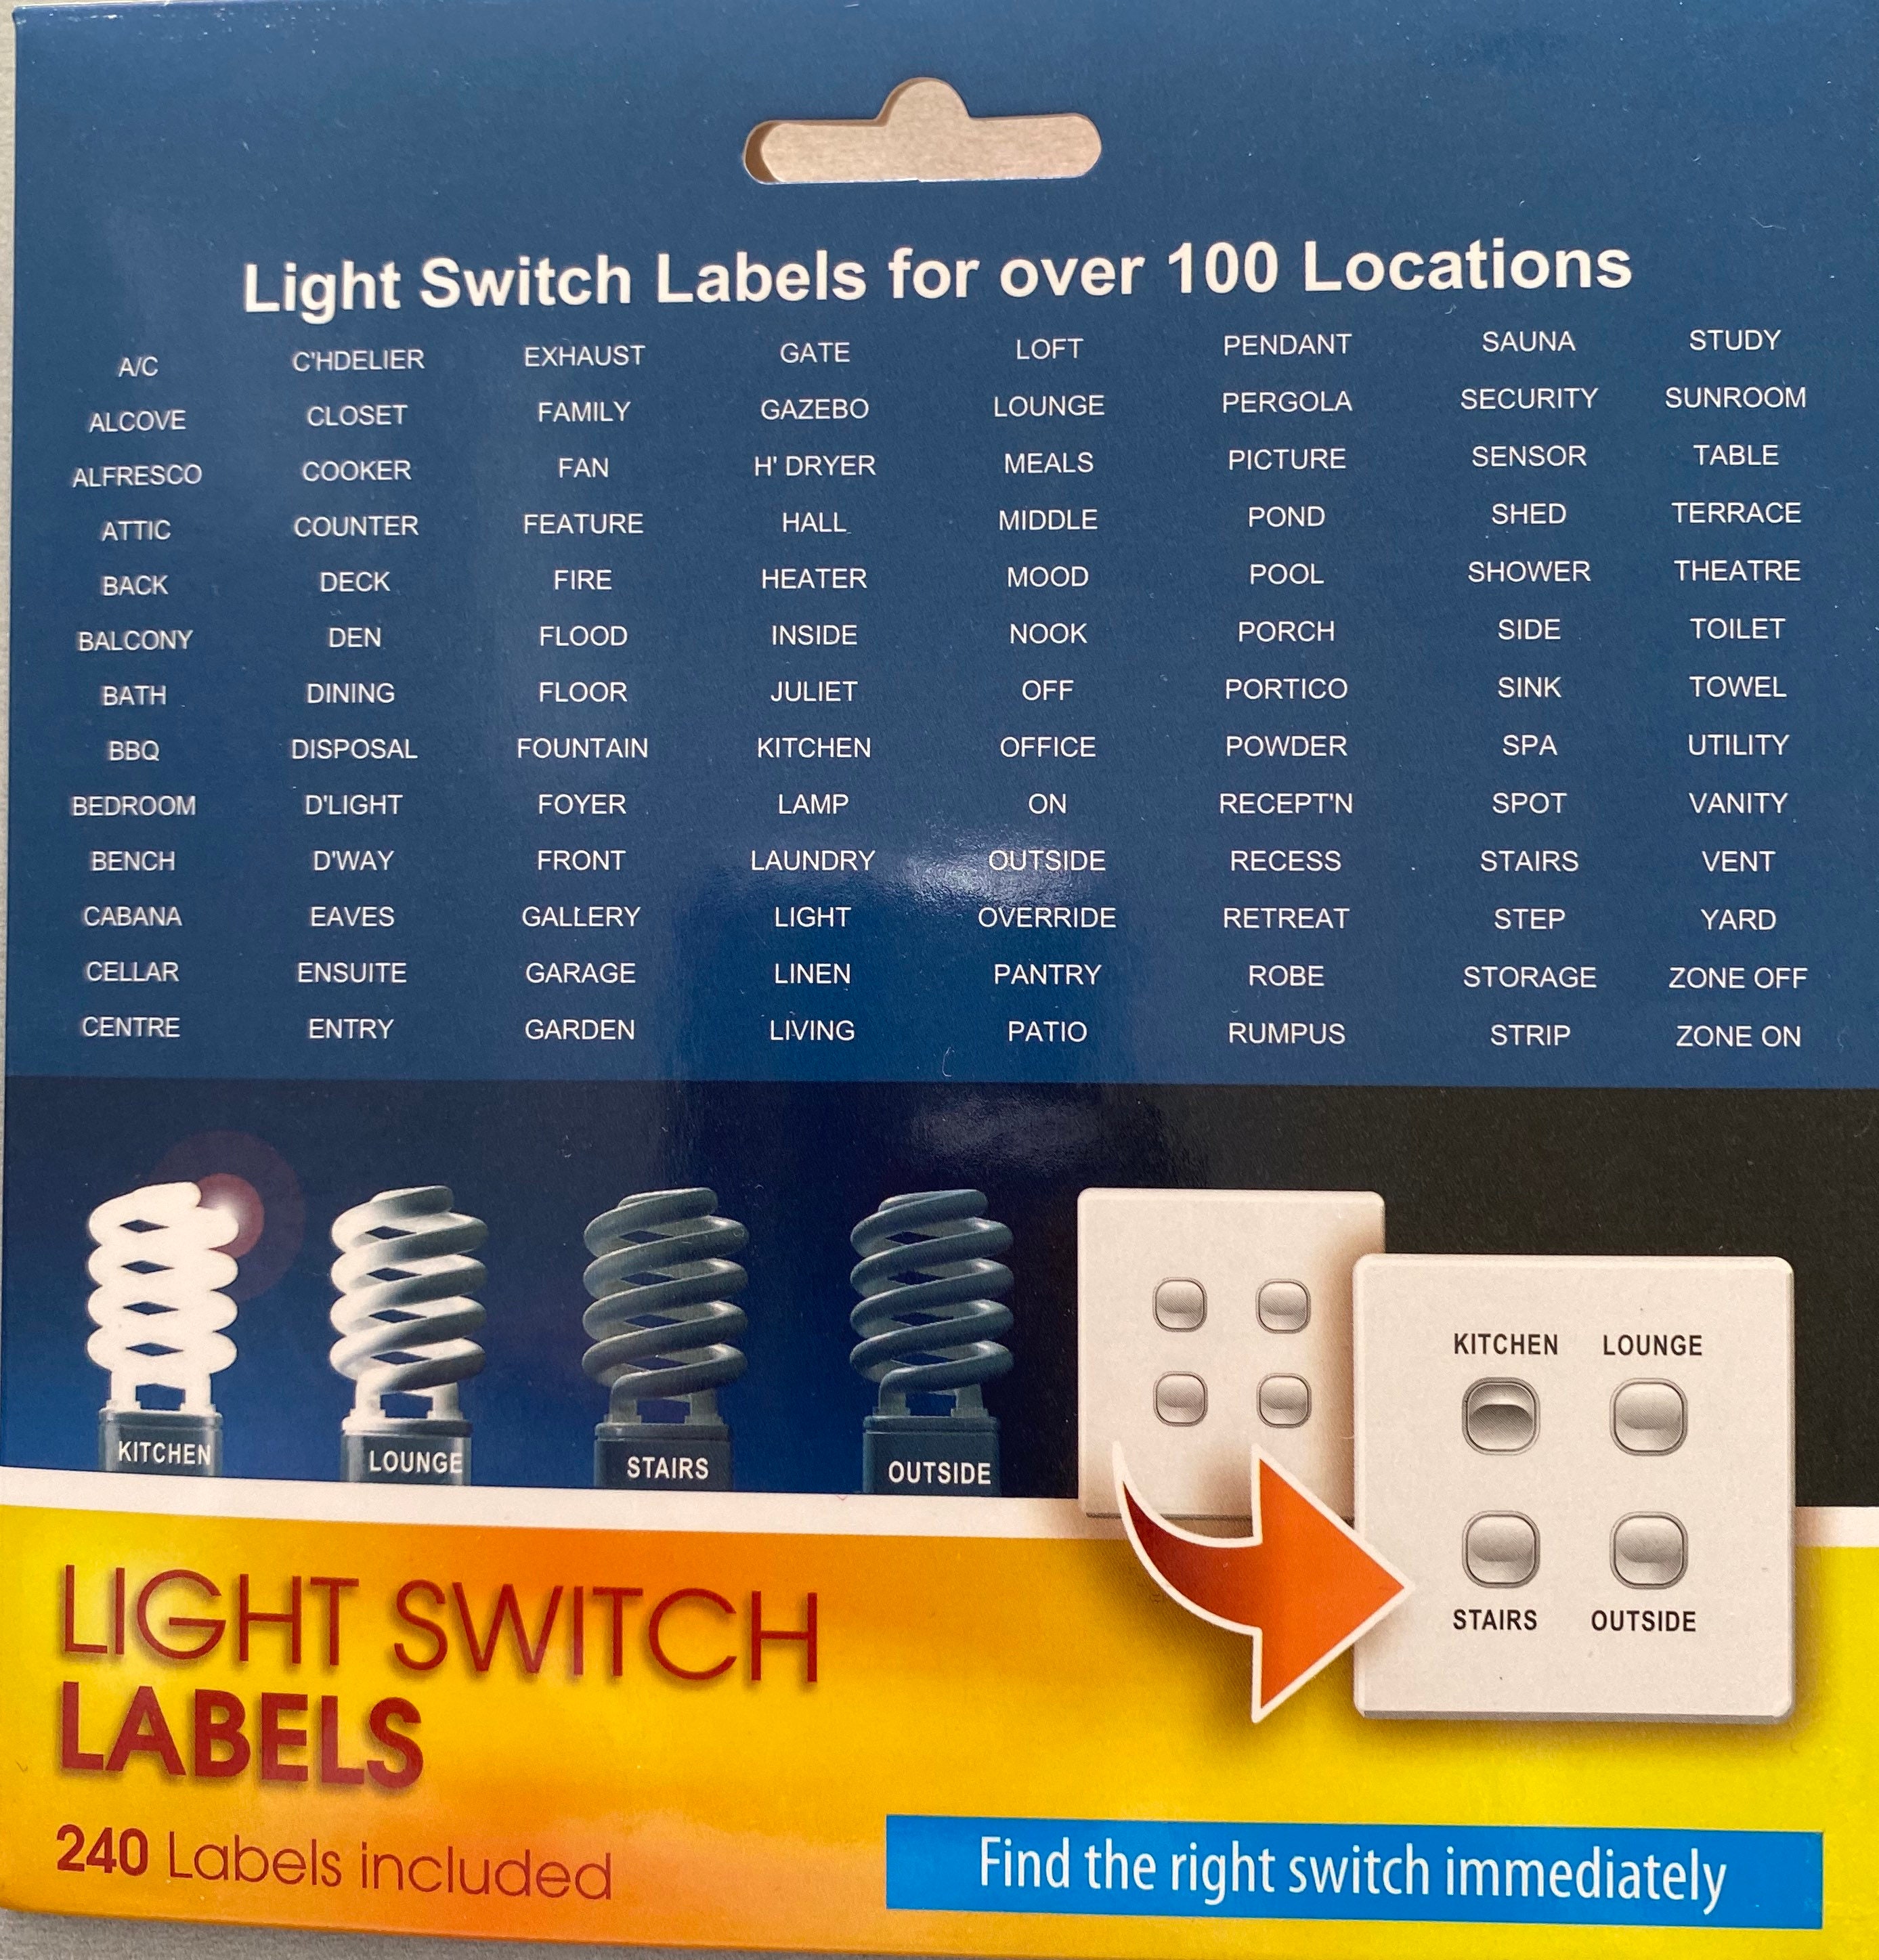 Light Switch Labels for over 100 Locations
A/C C'HDELIER EXHAUST GATE LOFT PENDANT SAUNA STUDY
ALCOVE CLOSET FAMILY GAZEBO LOUNGE PERGOLA SECURITY SUNROOM
ALFRESCO COOKER FAN H' DRYER MEALS PICTURE SENSOR TABLE
ATTIC COUNTER FEATURE HALL MIDDLE POND SHED TERRACE
BACK DECK FIRE HEATER MOOD POOL SHOWER THEATRE
BALCONY DEN FLOOD INSIDE NOOK PORCH SIDE TOILET
BATH DINING FLOOR JULIET OFF PORTICO SINK TOWEL
BBQ DISPOSAL FOUNTAIN KITCHEN OFFICE POWDER SPA UTILITY
BEDROOM D'LIGHT FOYER LAMP ON RECEPT'N SPOT VANITY
BENCH D'WAY FRONT LAUNDRY OUTSIDE RECESS STAIRS VENT
CABANA EAVES GALLERY LIGHT OVERRIDE RETREAT STEP YARD
CELLAR ENSUITE GARAGE LINEN PANTRY ROBE STORAGE ZONE OFF
CENTRE ENTRY GARDEN LIVING PATIO RUMPUS STRIP ZONE ON
KITCHEN LOUNGE
KITCHEN LOUNGE STAIRS OUTSIDE
STAIRS OUTSIDE
LIGHT SWITCH
LABELS
240 Labels included
Find the right switch immediately